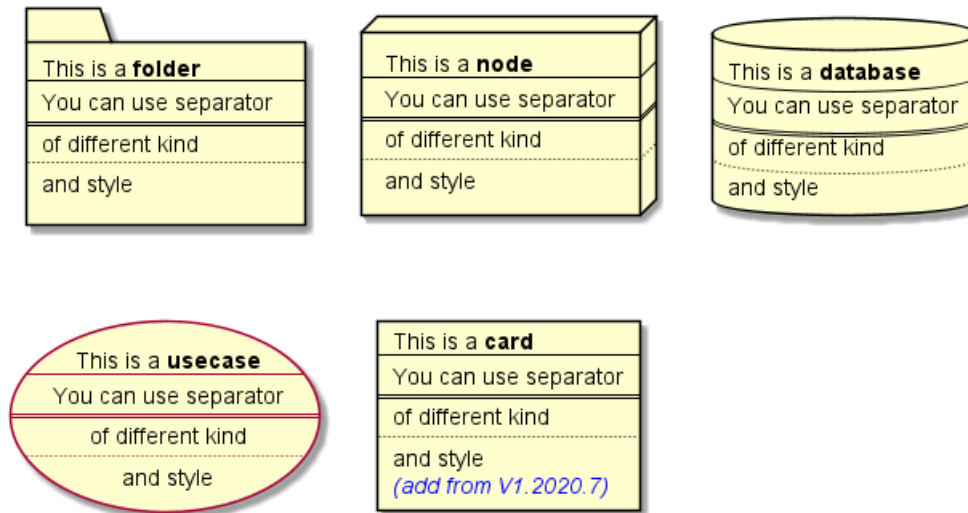 This is a folder
You can use separator
of different kind
and style
This is a node
You can use separator
of different kind
and style
This is a database
You can use separator
of different kind
and style
This is a usecase
You can use separator
of different kind
and style
This is a card
You can use separator
of different kind
and style
(add from V1.2020.7)